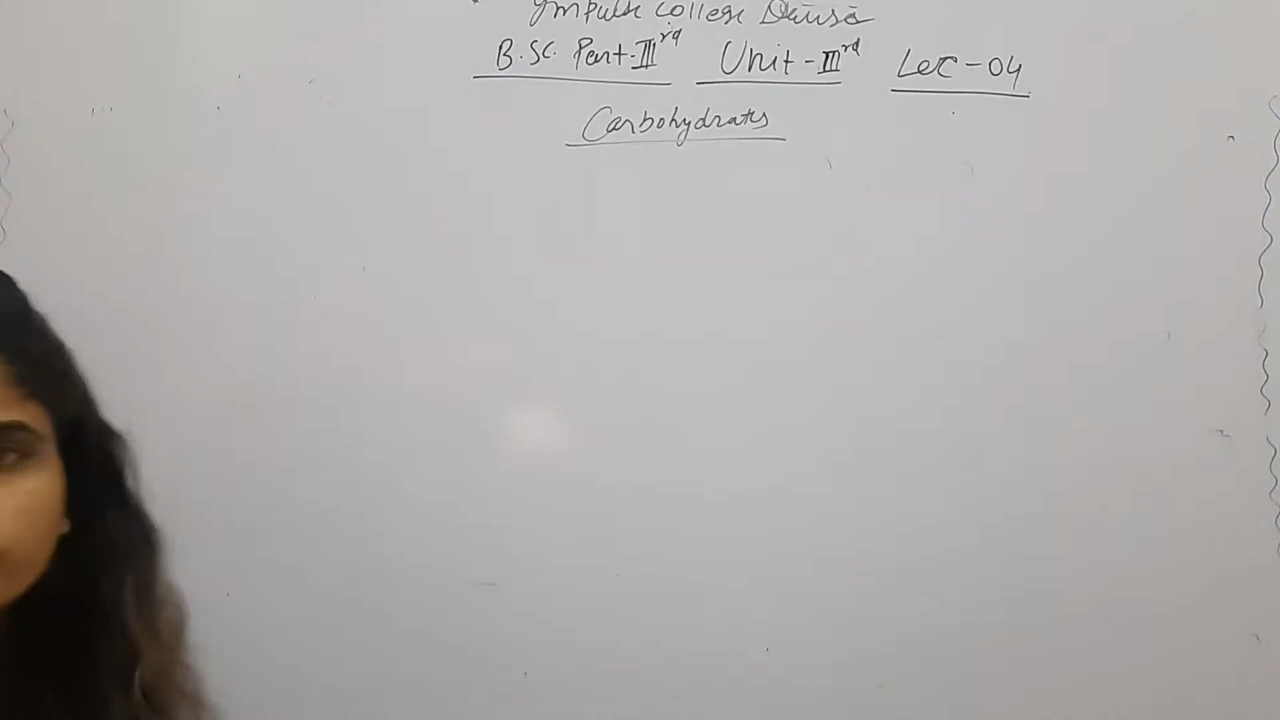 Impulse College Dausa
B.Sc. Part-III rd Unit-III rd Lec-04
Carbohydrates